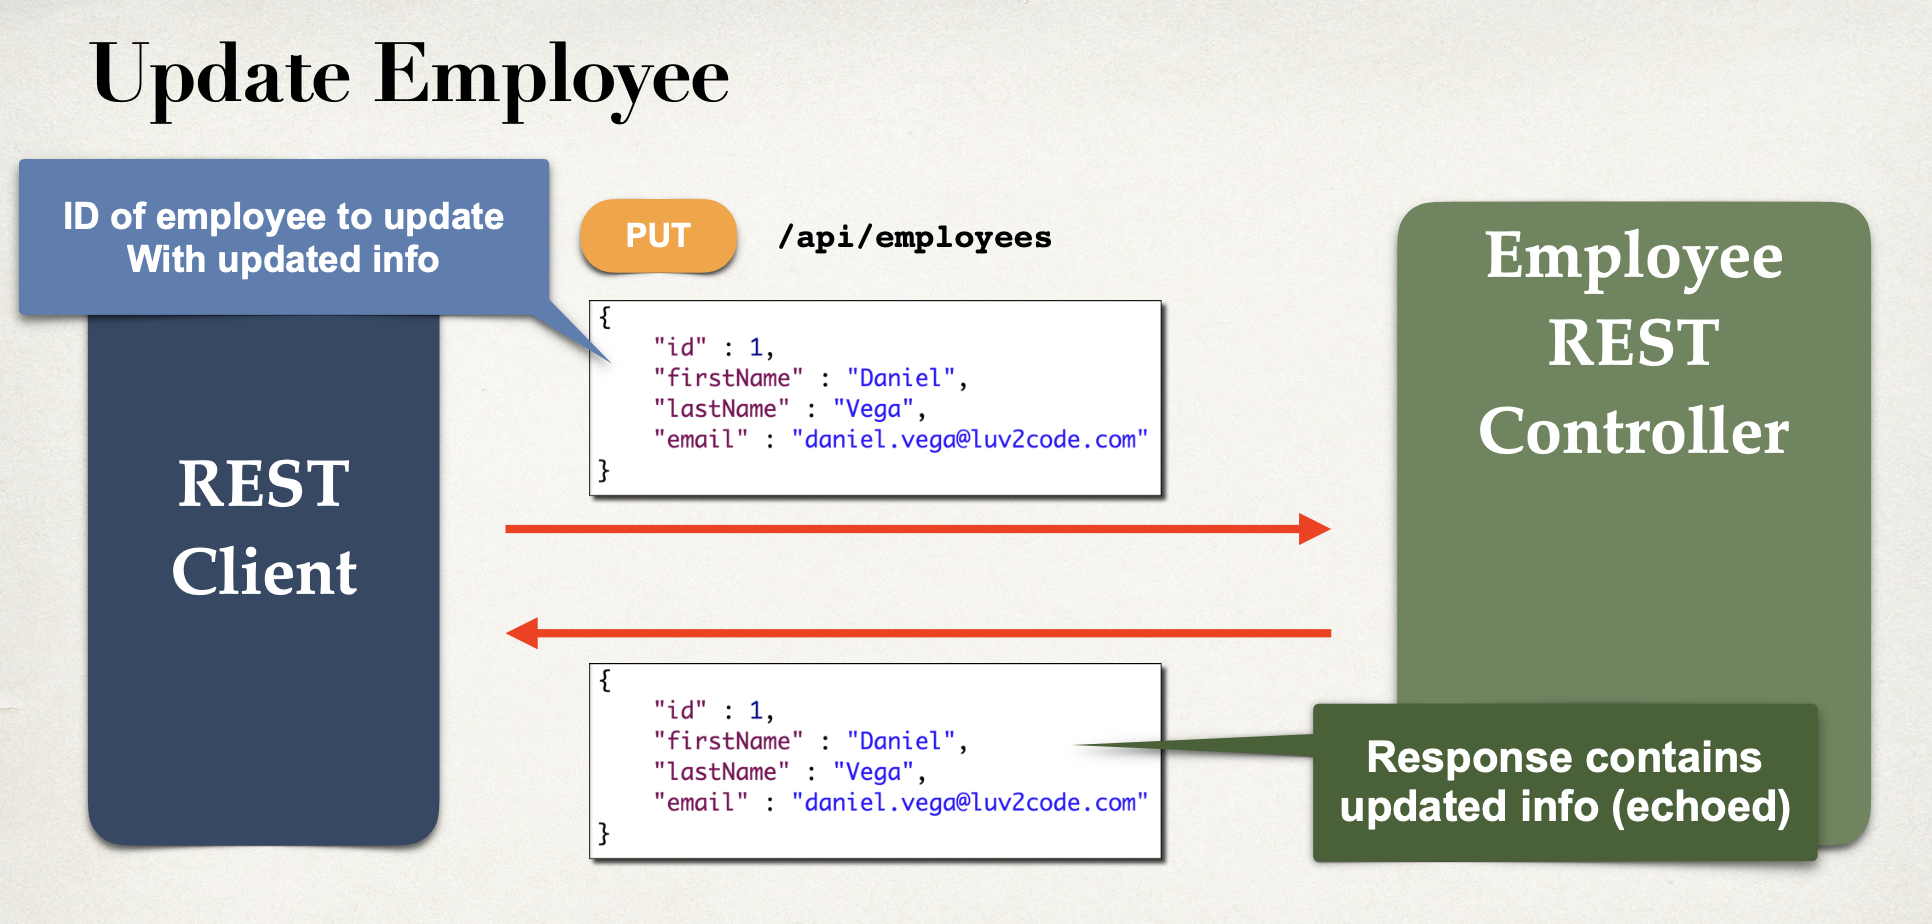 Update Employee
ID of employee to update
With updated info
PUT
/api/employees
{
"id" : 1,
"firstName" : "Daniel",
"lastName" : "Vega",
"email" : "daniel.vega@luv2code.com"
}
REST
Client
Employee
REST
Controller
{
"id" : 1,
"firstName" : "Daniel",
"lastName" : "Vega",
"email" : "daniel.vega@luv2code.com"
}
Response contains
updated info (echoed)